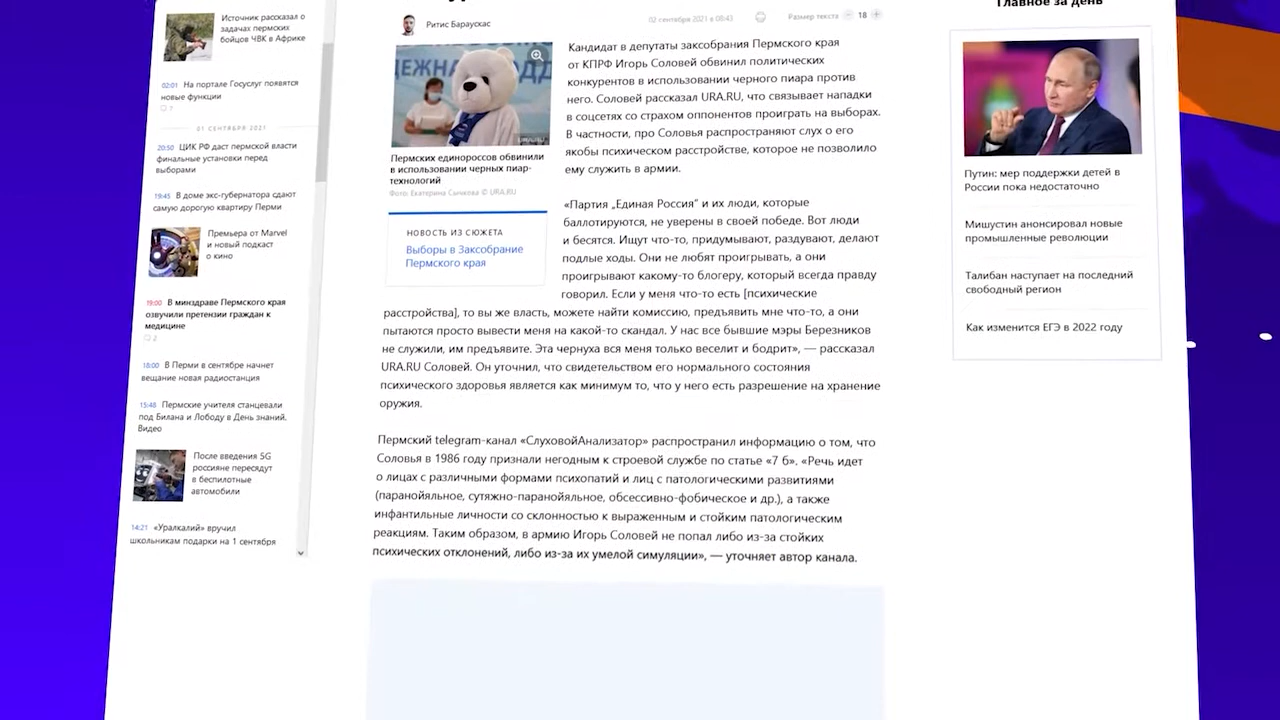 Источник рассказал о
задачах пермских
бойцов ЧВК в Африке
02:01 На портале Госуслуг появятся
новые функции
7
01 СЕНТЯБРЯ 2021
20:50 ЦИК РФ даст пермской власти
финальные установки перед
выборами
19:45 В доме экс-губернатора сдают
самую дорогую квартиру Перми
Премьера от Marvel
и новый подкаст
о кино
19:00 В минздраве Пермского края
озвучили претензии граждан к
медицине
2
18:00 В Перми в сентябре начнет
вещание новая радиостанция
15:48 Пермские учителя станцевали
под Билана и Лободу в День знаний.
Видео
После введения 5G
россияне пересядут
в беспилотные
автомобили
14:21 «Уралкалий» вручил
школьникам подарки на 1 сентября
Ритис Бараускас
02 сентября 2021 в 08:43
Размер текста 18
URA.RU
Пермских единороссов обвинили
в использовании черных пиар-
технологий
Фото: Екатерина Сычкова © URA.RU
НОВОСТЬ ИЗ СЮЖЕТА
Выборы в Заксобрание
Пермского края
Кандидат в депутаты заксобрания Пермского края
от КПРФ Игорь Соловей обвинил политических
конкурентов в использовании черного пиара против
него. Соловей рассказал URA.RU, что связывает нападки
в соцсетях со страхом оппонентов проиграть на выборах.
В частности, про Соловья распространяют слух о его
якобы психическом расстройстве, которое не позволило
ему служить в армии.
«Партия „Единая Россия" и их люди, которые
баллотируются, не уверены в своей победе. Вот люди
и бесятся. Ищут что-то, придумывают, раздувают, делают
подлые ходы. Они не любят проигрывать, а они
проигрывают какому-то блогеру, который всегда правду
говорил. Если у меня что-то есть [психические
расстройства], то вы же власть, можете найти комиссию, предъявить мне что-то, а они
пытаются просто вывести меня на какой-то скандал. У нас все бывшие мэры Березников
не служили, им предъявите. Эта чернуха вся меня только веселит и бодрит», — рассказал
URA.RU Соловей. Он уточнил, что свидетельством его нормального состояния
психического здоровья является как минимум то, что у него есть разрешение на хранение
оружия.
Пермский telegram-канал «СлуховойАнализатор» распространил информацию о том, что
Соловья в 1986 году признали негодным к строевой службе по статье «7 б». «Речь идет
о лицах с различными формами психопатий и лиц с патологическими развитиями
(паранойяльное, сутяжно-паранойяльное, обсессивно-фобическое и др.), а также
инфантильные личности со склонностью к выраженным и стойким патологическим
реакциям. Таким образом, в армию Игорь Соловей не попал либо из-за стойких
психических отклонений, либо из-за их умелой симуляции», — уточняет автор канала.
Главное за день
Путин: мер поддержки детей в
России пока недостаточно
Мишустин анонсировал новые
промышленные революции
Талибан наступает на последний
свободный регион
Как изменится ЕГЭ в 2022 году